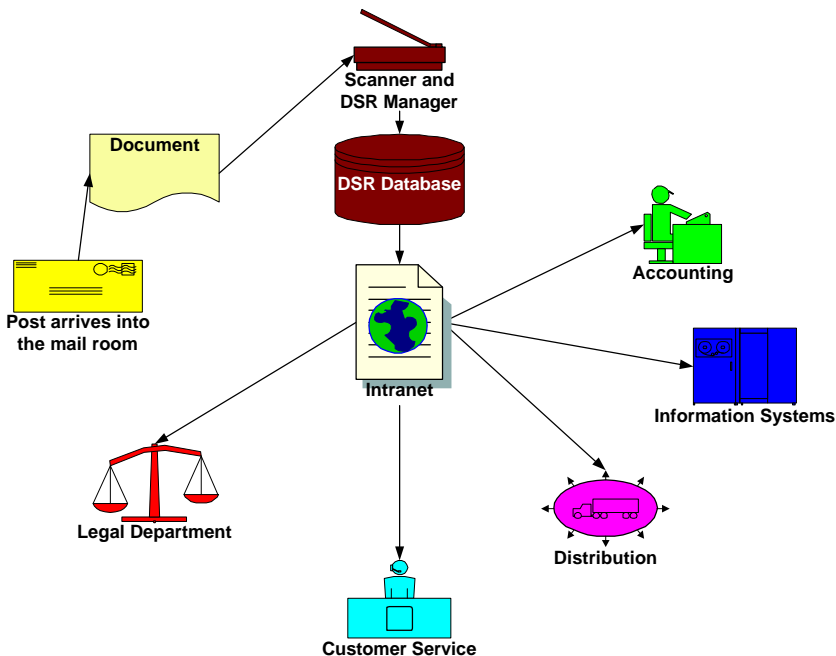 Scanner and
DSR Manager
Document
DSR Database
Accounting
Post arrives into
the mail room
Intranet
Information Systems
Legal Department
Distribution
Customer Service